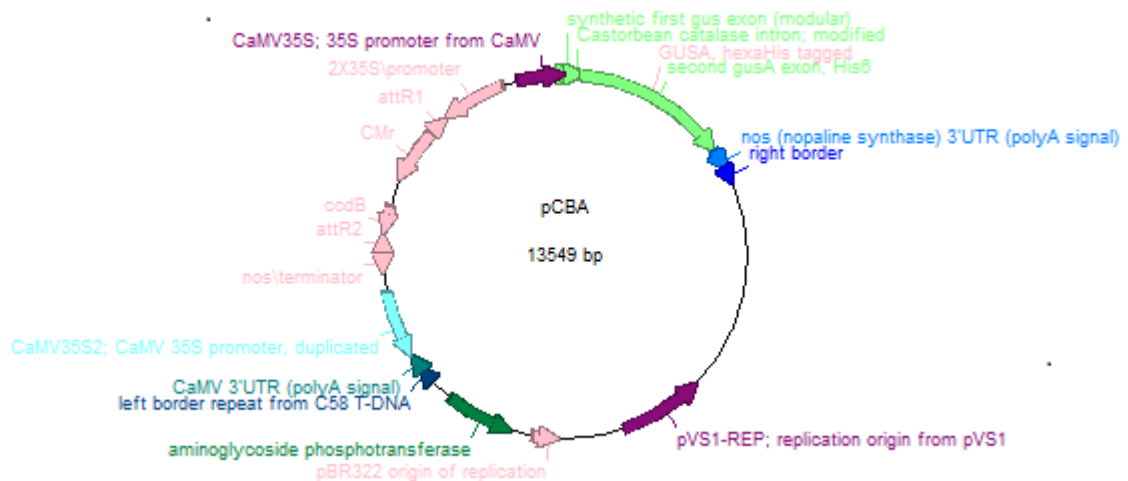 synthetic first gus exon (modular)
CaMV35S; 35S promoter from CaMV
Castorbean catalase intron; modified
GUSA, hexaHis tagged
2X35S\promoter
second gusA exon, His6
attR1
CMr
nos (nopaline synthase) 3'UTR (polyA signal)
right border
ccdB
pCBA
attR2
13549 bp
nos\terminator
CaMV35S2; CaMV 35S promoter, duplicated
CaMV 3'UTR (polyA signal)
left border repeat from C58 T-DNA
aminoglycoside phosphotransferase
pVS1-REP; replication origin from pVS1
pBR322 origin of replication